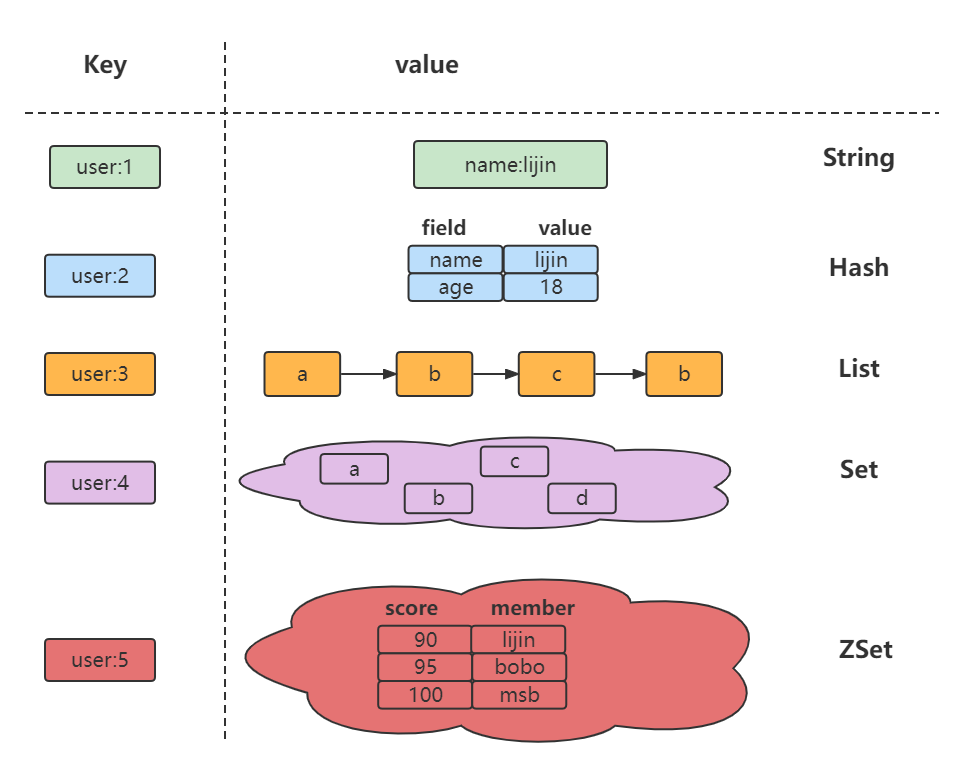 Key value
user:1 name:lijin String
field value
user:2 name lijin Hash
age 18
user:3 a b c b List
user:4 a c Set
b d
score member
90 lijin
user:5 95 bobo ZSet
100 msb